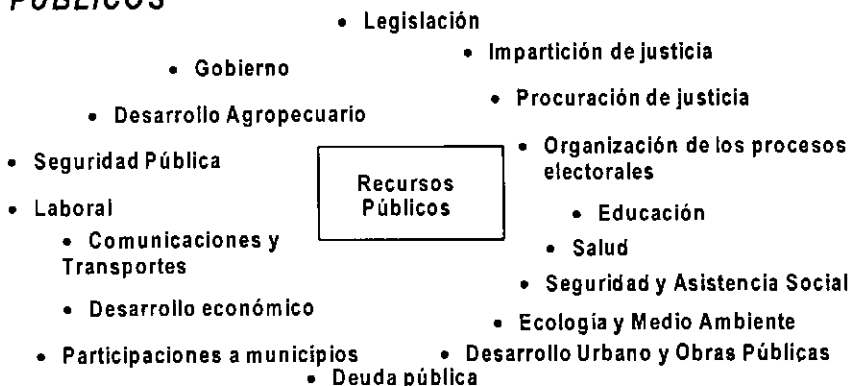 PÚBLICOS
• Legislación
• Impartición de justicia
• Gobierno
• Procuración de justicia
• Desarrollo Agropecuario
• Organización de los procesos
electorales
• Seguridad Pública
Recursos
Públicos
• Laboral
• Educación
• Comunicaciones y
Transportes
• Salud
• Seguridad y Asistencia Social
• Desarrollo económico
• Ecología y Medio Ambiente
• Participaciones a municipios
• Desarrollo Urbano y Obras Públicas
• Deuda pública